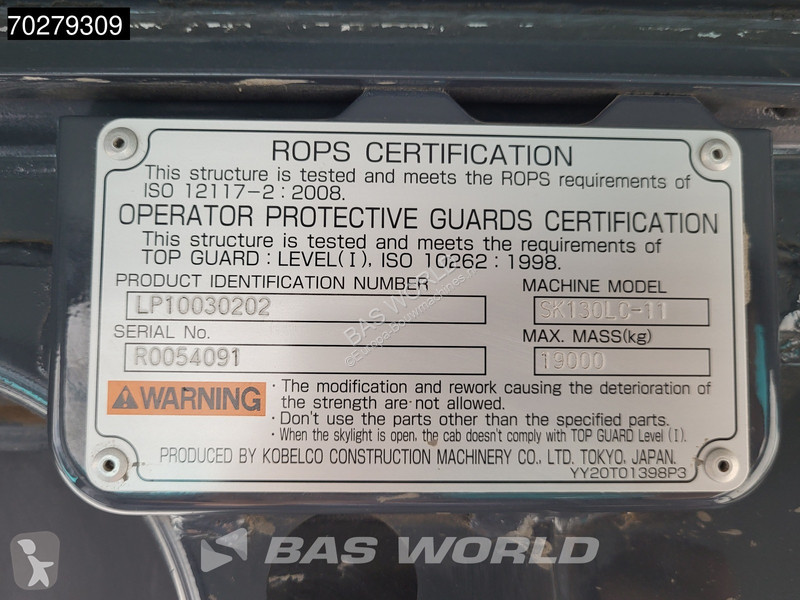 70279309
ROPS CERTIFICATION
This structure is tested and meets the ROPS requirements of
ISO 12117-2 : 2008.
OPERATOR PROTECTIVE GUARDS CERTIFICATION
This structure is tested and meets the requirements of
TOP GUARD : LEVEL(I), ISO 10262 : 1998.
PRODUCT IDENTIFICATION NUMBER
LP10030202
MACHINE MODEL
SK130LC-11
SERIAL No.
R0054091
MAX. MASS(kg)
19000
WARNING
· The modification and rework causing the deterioration of
the strength are not allowed.
· Don't use the parts other than the specified parts.
· When the skylight is open, the cab doesn't comply with TOP GUARD Level (I).
PRODUCED BY KOBELCO CONSTRUCTION MACHINERY CO., LTD. TOKYO, JAPAN.
YY20T01398P3
BAS WORLD
BAS WORLD